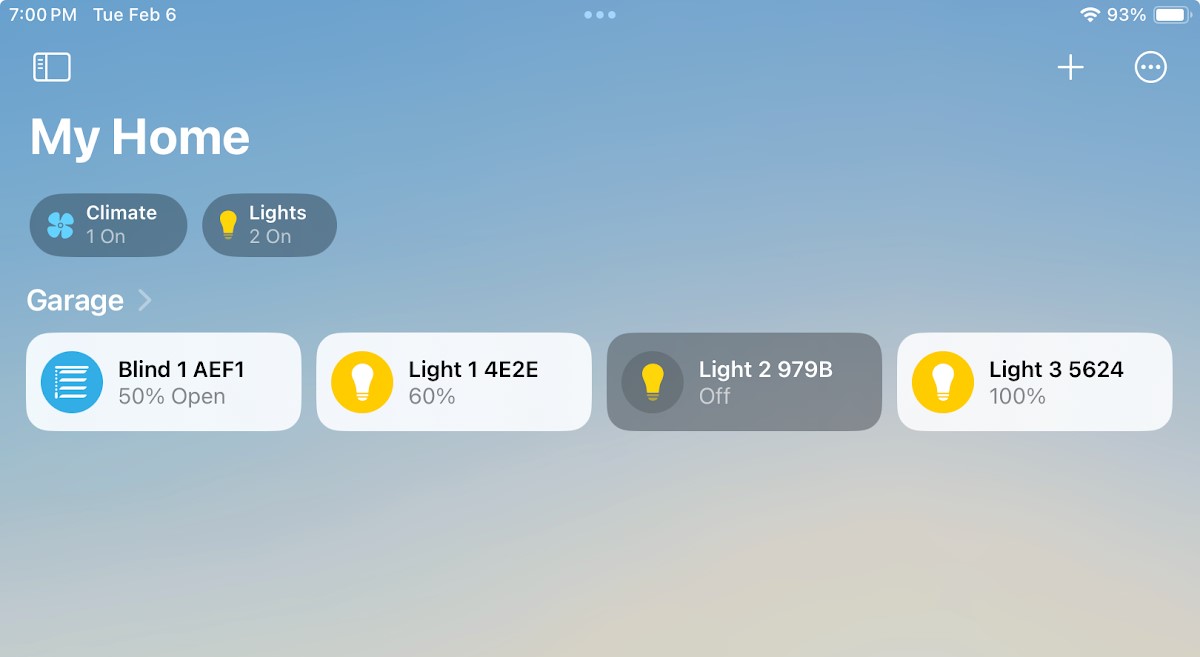 7:00 PM Tue Feb 6
93%
My Home
Climate
1 On
Lights
2 On
Garage
Blind 1 AEF1
50% Open
Light 1 4E2E
60%
Light 2 979B
Off
Light 3 5624
100%